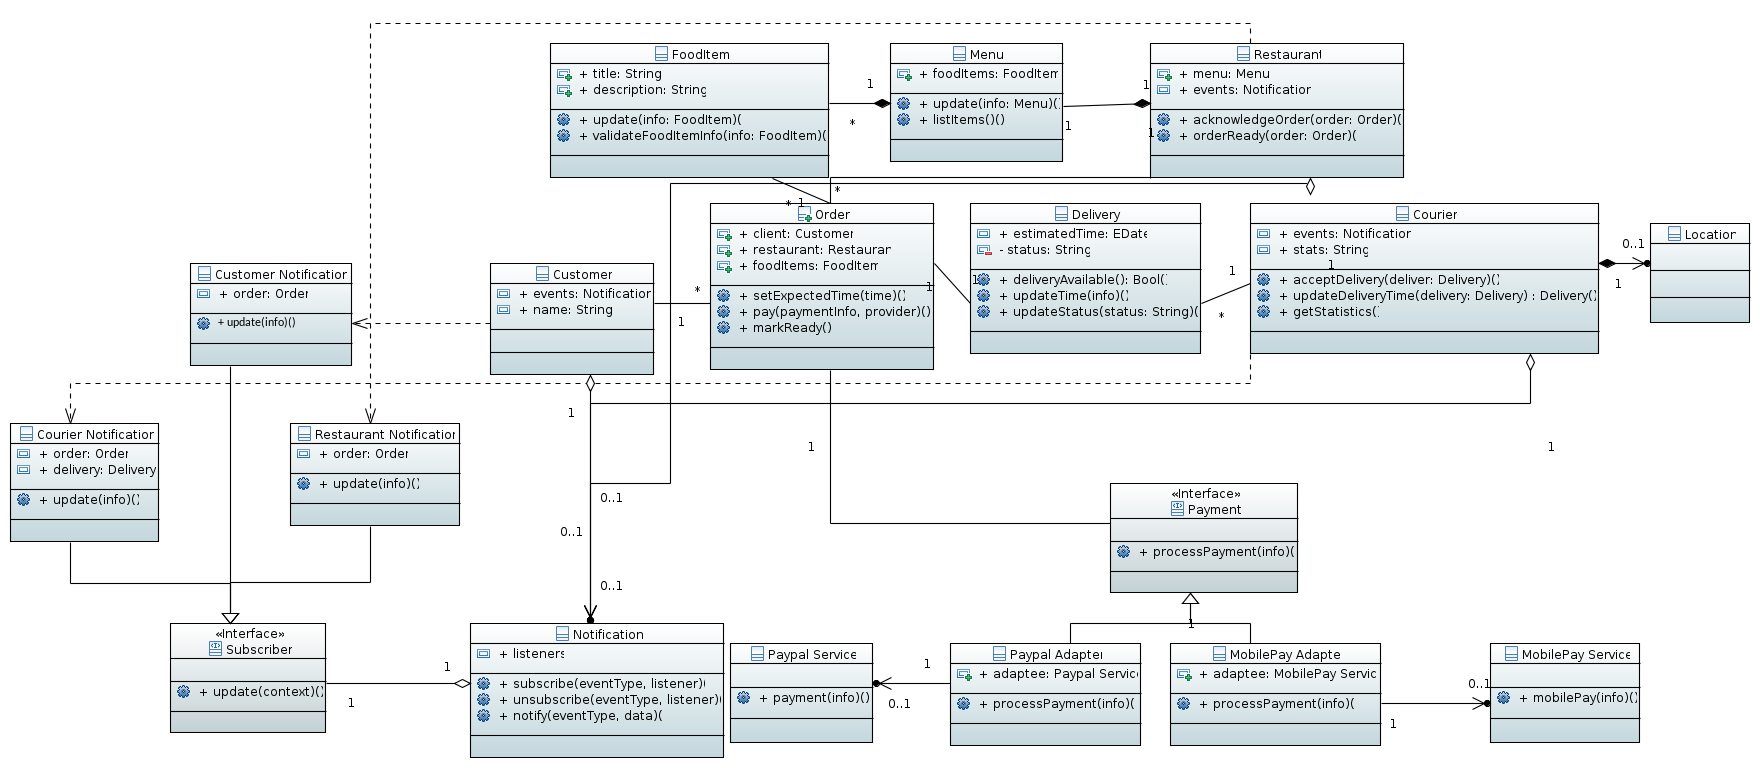 FoodItem
+ title: String
+ description: String
+ update(info: FoodItem)(
+ validateFoodItemInfo(info: FoodItem)(
1
*
Menu
+ foodItems: FoodItem
+ update(info: Menu)()
+ listItems()()
1
1
Restaurant
+ menu: Menu
+ events: Notification
+ acknowledgeOrder(order: Order)(
1
+ orderReady(order: Order)(
*
* 1
Order
+ client: Customer
+ restaurant: Restaurant
+ foodItems: FoodItem
1
+ setExpectedTime(time)()
+ pay(paymentInfo, provider)()
+ markReady()
Delivery
+ estimatedTime: EDate
- status: String
1
+ deliveryAvailable(): Bool(
+ updateTime(info)()
+ updateStatus(status: String)(
1
*
Courier
+ events: Notification
+ stats: String
1
+ acceptDelivery(deliver: Delivery)()
+ updateDeliveryTime(delivery: Delivery) : Delivery()
+ getStatistics()
0..1
1
Location
Customer Notification
+ order: Order
+ update(info)()
Customer
+ events: Notification
+ name: String
*
1
1
1
1
Courier Notification
+ order: Order
+ delivery: Delivery
+ update(info)()
Restaurant Notification
+ order: Order
+ update(info)()
0..1
0..1
0..1
«Interface»
Payment
+ processPayment(info)(
1
«Interface»
Subscriber
+ update(context)()
1
1
Notification
+ listeners
+ subscribe(eventType, listener)(
+ unsubscribe(eventType, listener)(
+ notify(eventType, data)(
Paypal Service
+ payment(info)()
1
0..1
Paypal Adapter
+ adaptee: Paypal Servic
+ processPayment(info)(
MobilePay Adapte
+ adaptee: MobilePay Servic
+ processPayment(info)(
0..1
1
MobilePay Service
+ mobilePay(info)()